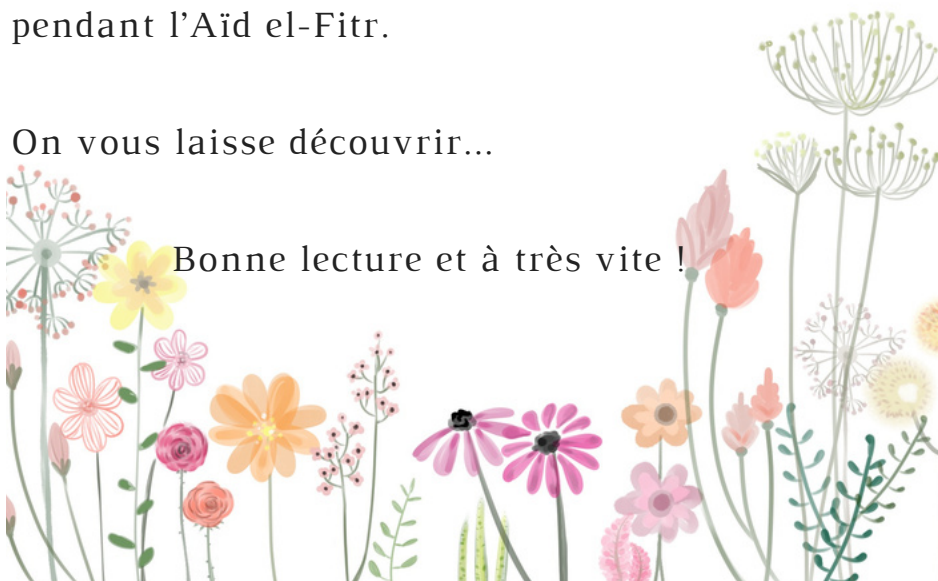 pendant l’Aïd el-Fitr.
On vous laisse découvrir...
Bonne lecture et à très vite !